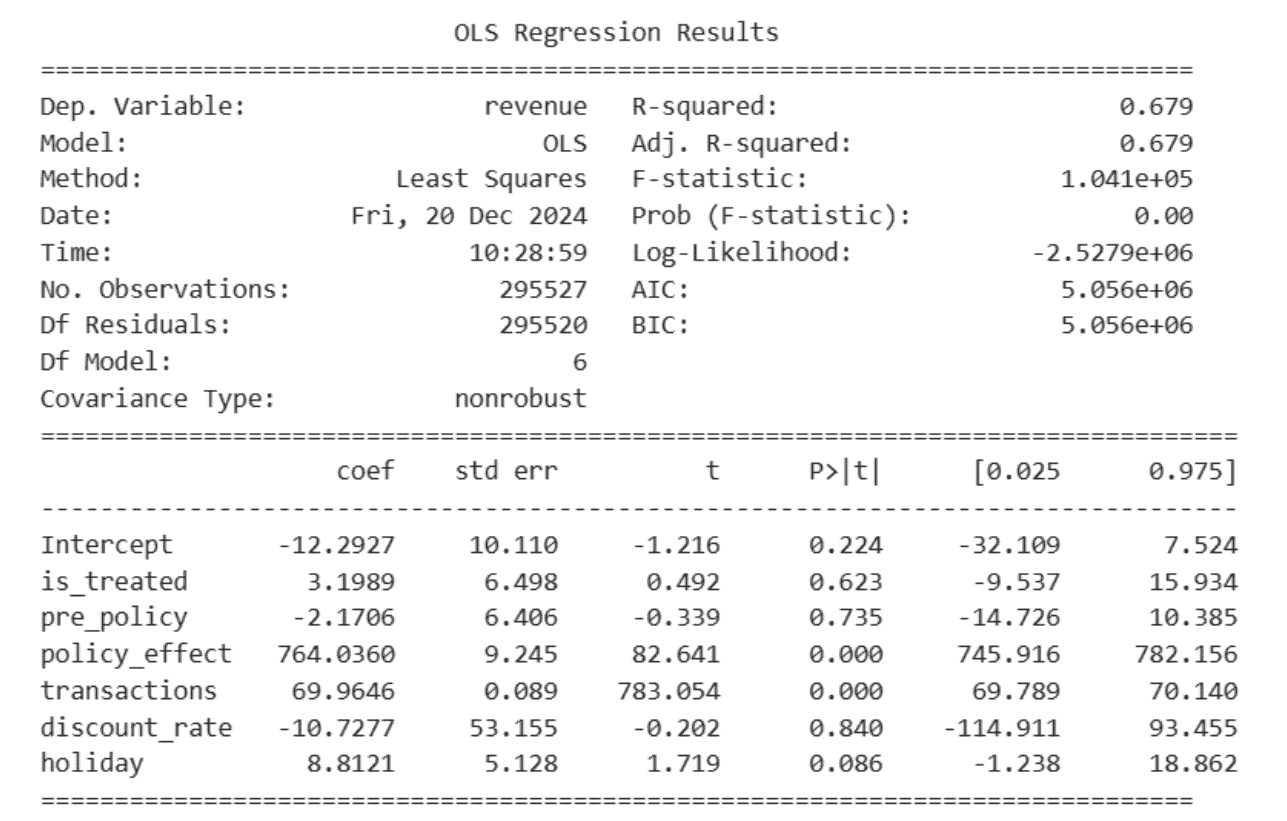 OLS Regression Results
==============================================================================
Dep. Variable: revenue R-squared: 0.679
Model: OLS Adj. R-squared: 0.679
Method: Least Squares F-statistic: 1.041e+05
Date: Fri, 20 Dec 2024 Prob (F-statistic): 0.00
Time: 10:28:59 Log-Likelihood: -2.5279e+06
No. Observations: 295527 AIC: 5.056e+06
Df Residuals: 295520 BIC: 5.056e+06
Df Model: 6
Covariance Type: nonrobust
=================================================================================
coef std err t P>|t| [0.025 0.975]
---------------------------------------------------------------------------------
Intercept -12.2927 10.110 -1.216 0.224 -32.109 7.524
is_treated 3.1989 6.498 0.492 0.623 -9.537 15.934
pre_policy -2.1706 6.406 -0.339 0.735 -14.726 10.385
policy_effect 764.0360 9.245 82.641 0.000 745.916 782.156
transactions 69.9646 0.089 783.054 0.000 69.789 70.140
discount_rate -10.7277 53.155 -0.202 0.840 -114.911 93.455
holiday 8.8121 5.128 1.719 0.086 -1.238 18.862
==============================================================================